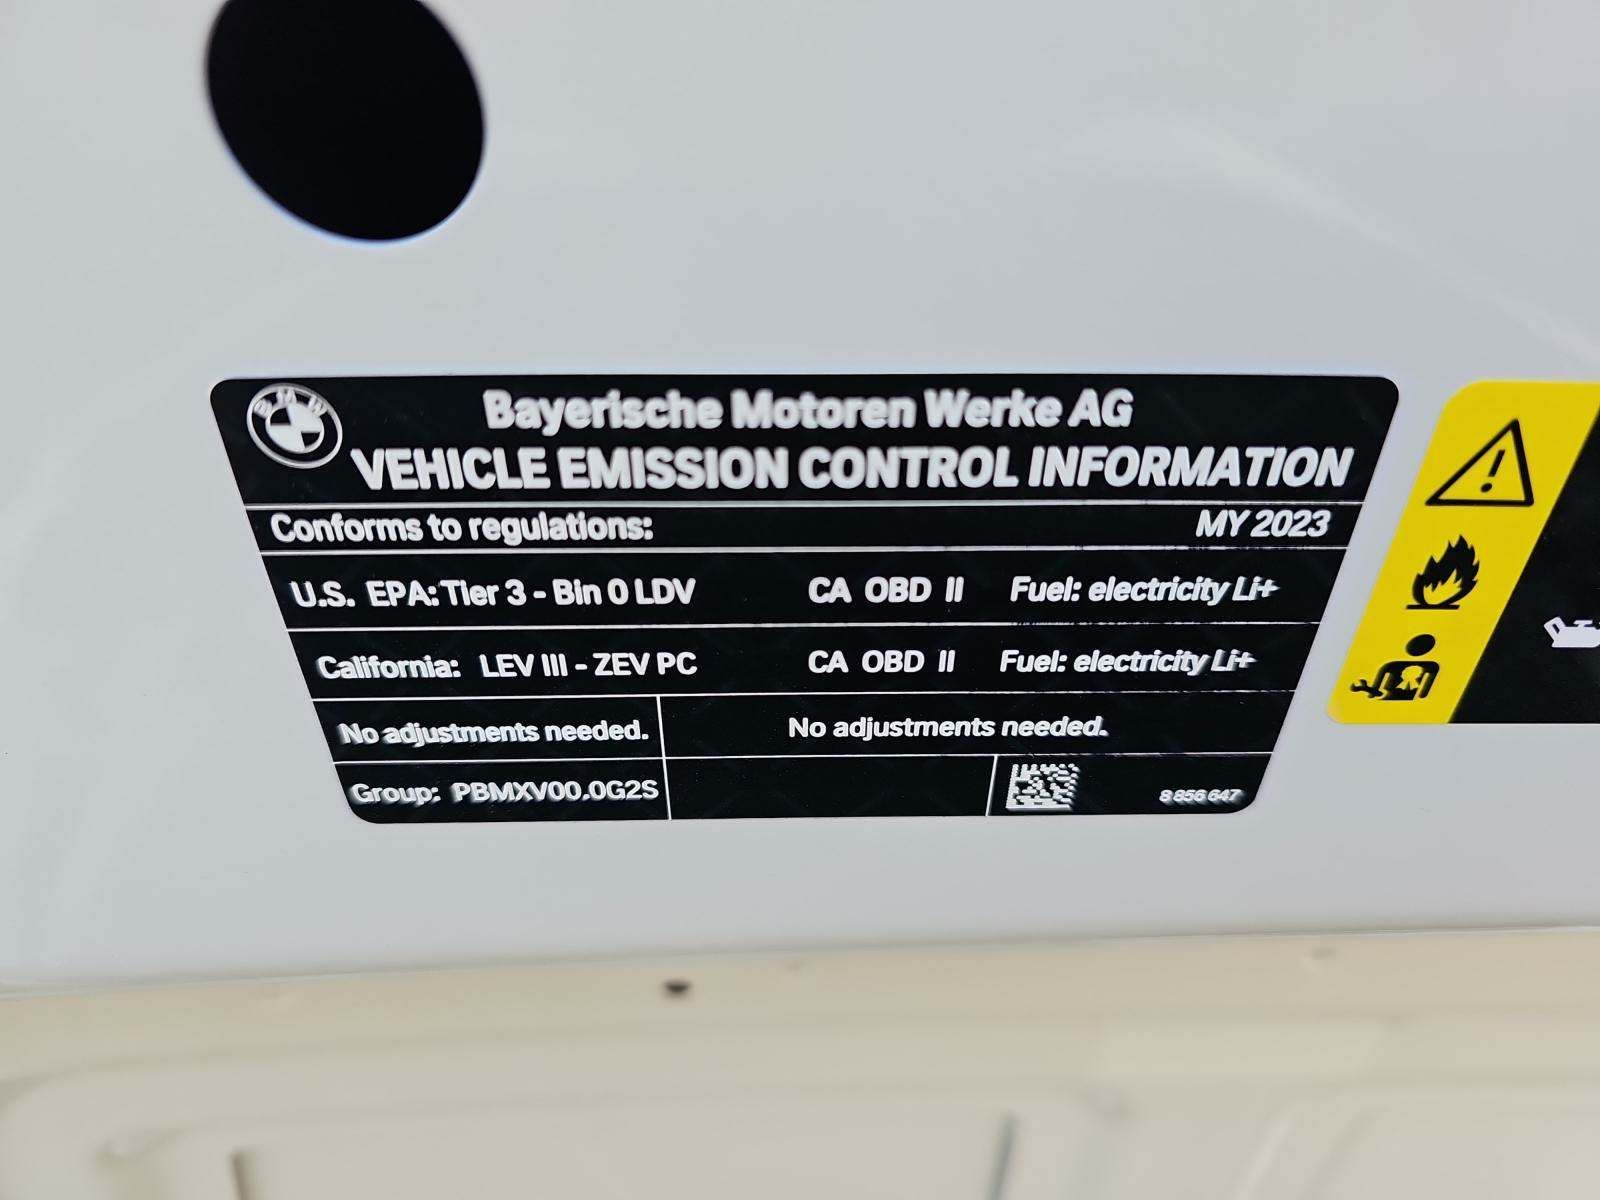 BMW
Bayerische Motoren Werke AG
VEHICLE EMISSION CONTROL INFORMATION
Conforms to regulations: MY 2023
U.S. EPA: Tier 3 - Bin 0 LDV CA OBD II Fuel: electricity Li+
California: LEV III - ZEV PC CA OBD II Fuel: electricity Li+
No adjustments needed. No adjustments needed.
Group: PBMXV00.0G2S 8 856 647